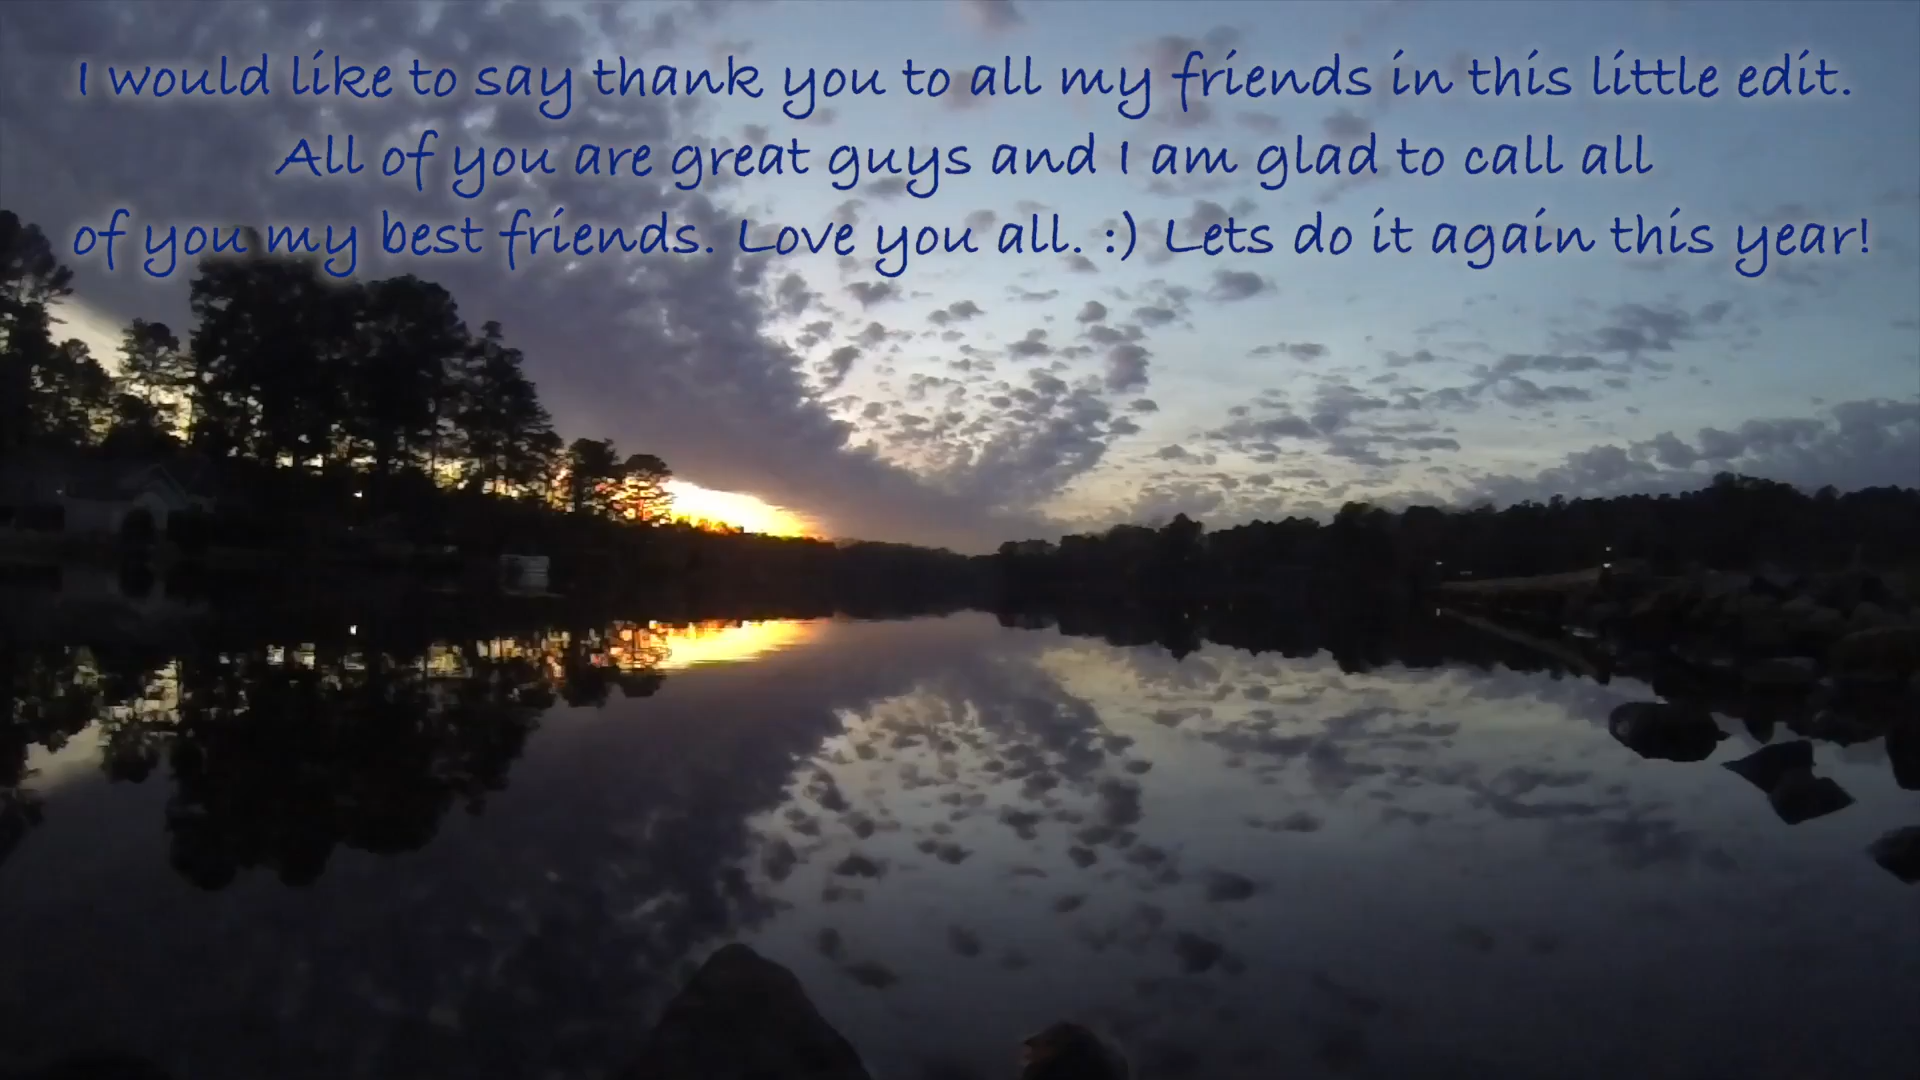 I would like to say thank you to all my friends in this little edit.
All of you are great guys and I am glad to call all
of you my best friends. Love you all. :) Lets do it again this year!